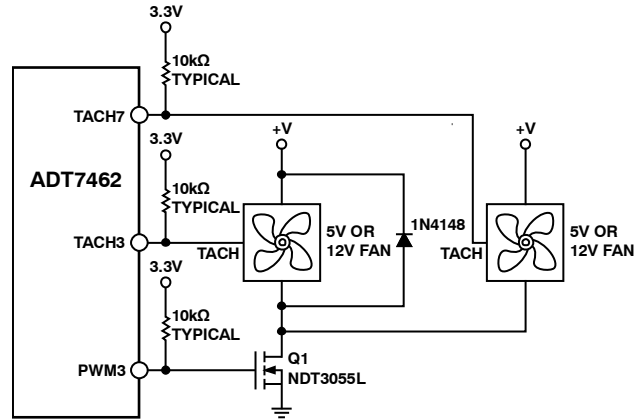 3.3V
10kΩ
TYPICAL
TACH7
3.3V
+V
+V
ADT7462
10kΩ
TYPICAL
5V OR
12V FAN
1N4148
5V OR
12V FAN
TACH3
TACH
TACH
3.3V
10kΩ
TYPICAL
Q1
NDT3055L
PWM3